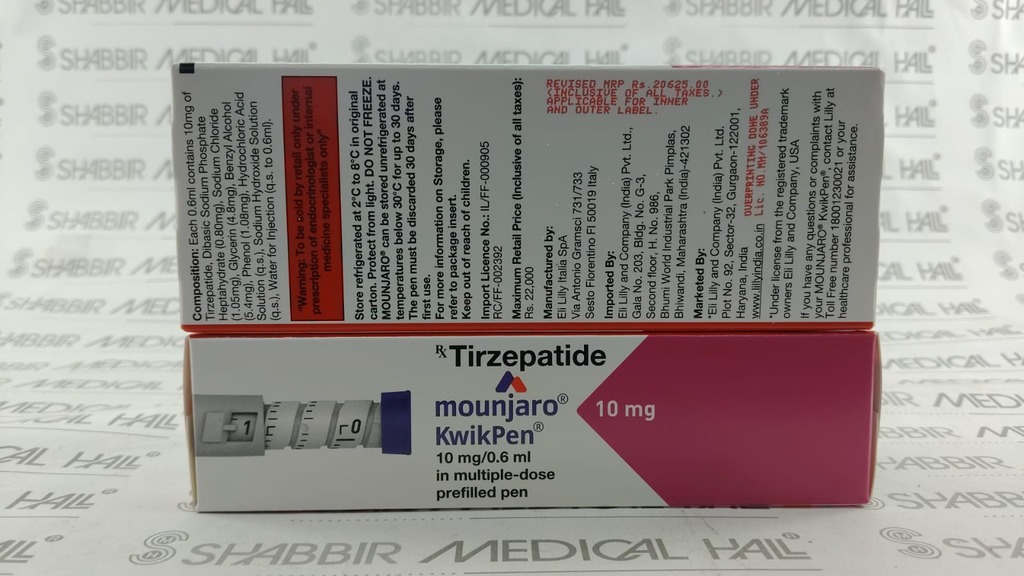 Composition: Each 0.6ml contains 10mg of
Tirzepatide, Dibasic Sodium Phosphate
Heptahydrate (0.80mg), Sodium Chloride
(1.05mg), Glycerin (4.8mg), Benzyl Alcohol
(5.4mg), Phenol (1.08mg), Hydrochloric Acid
Solution (q.s.), Sodium Hydroxide Solution
(q.s.), Water for Injection (q.s. to 0.6ml).
"Warning: To be sold by retail only under
prescription of endocrinologist or internal
medicine specialists only"
Store refrigerated at 2°C to 8°C in original
carton. Protect from light. DO NOT FREEZE.
MOUNJARO® can be stored unrefrigerated at
temperatures below 30°C for up to 30 days.
The pen must be discarded 30 days after
first use.
For more information on Storage, please
refer to package insert.
Keep out of reach of children.
Import Licence No.: IL/FF-000905
RC/FF-002392
Maximum Retail Price (Inclusive of all taxes):
Rs. 22,000
REVISED MRP Rs.20625.00
(INCLUSIVE OF ALL TAXES.)
APPLICABLE FOR INNER
AND OUTER LABEL.
Manufactured by:
Eli Lilly Italia SpA
Via Antonio Gramsci 731/733
Sesto Fiorentino FI 50019 Italy
Imported by:
Eli Lilly and Company (India) Pvt. Ltd.,
Gala No. 203, Bldg. No. G-3,
Second floor, H. No. 986,
Bhumi World Industrial Park Pimplas,
Bhiwandi, Maharashtra (India)-421302
Marketed By:
*Eli Lilly and Company (India) Pvt. Ltd.
Plot No. 92, Sector-32, Gurgaon-122001,
Haryana, India
www.lillyindia.co.in
OVERPRINTING DONE UNDER
Lic. NO.MH/106389A
*Under license from the registered trademark
owners Eli Lilly and Company, USA
If you have any questions or complaints with
your MOUNJARO® KwikPen®, contact Lilly at
Toll Free number 18001230021 or your
healthcare professional for assistance.
Rx Tirzepatide
mounjaro®
KwikPen®
10 mg/0.6 ml
in multiple-dose
prefilled pen
10 mg
1
0
SHABBIR MEDICAL HALL®